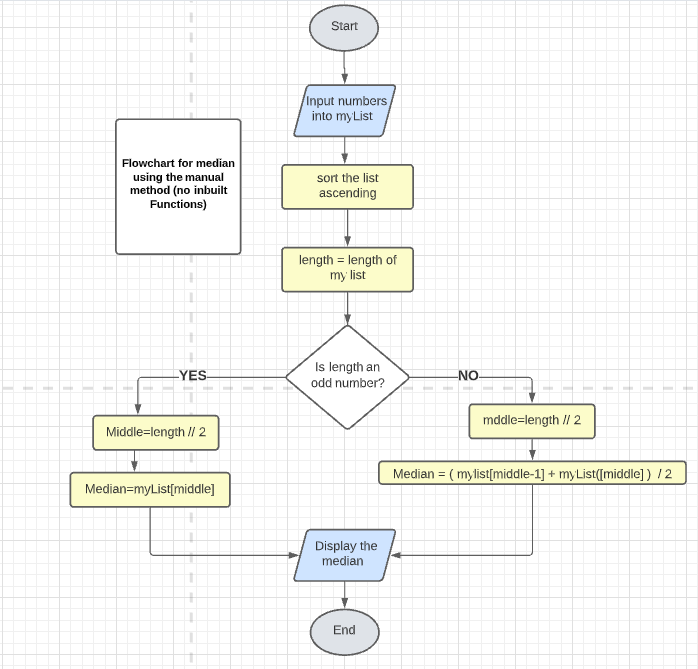 Start
Input numbers
into myList
Flowchart for median
using the manual
method (no inbuilt
Functions)
sort the list
ascending
length = length of
my list
Is length an
odd number?
YES
NO
Middle=length // 2
mddle=length // 2
Median=myList[middle]
Median = ( mylist[middle-1] + myList([middle] ) / 2
Display the
median
End